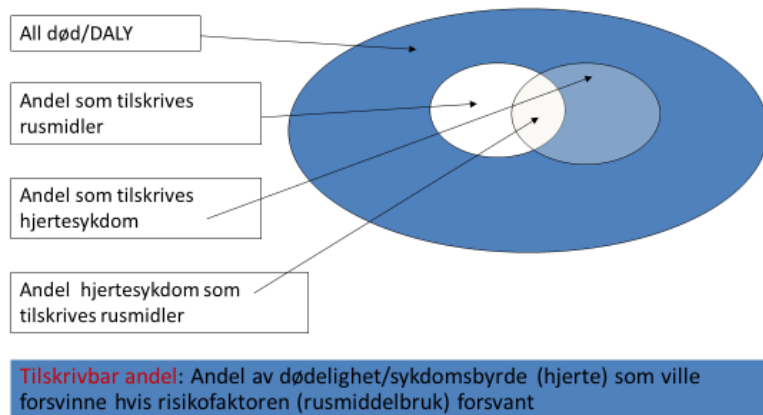 All død/DALY
Andel som tilskrives
rusmidler
Andel som tilskrives
hjertesykdom
Andel hjertesykdom som
tilskrives rusmidler
Tilskrivbar andel: Andel av dødelighet/sykdomsbyrde (hjerte) som ville
forsvinne hvis risikofaktoren (rusmiddelbruk) forsvant